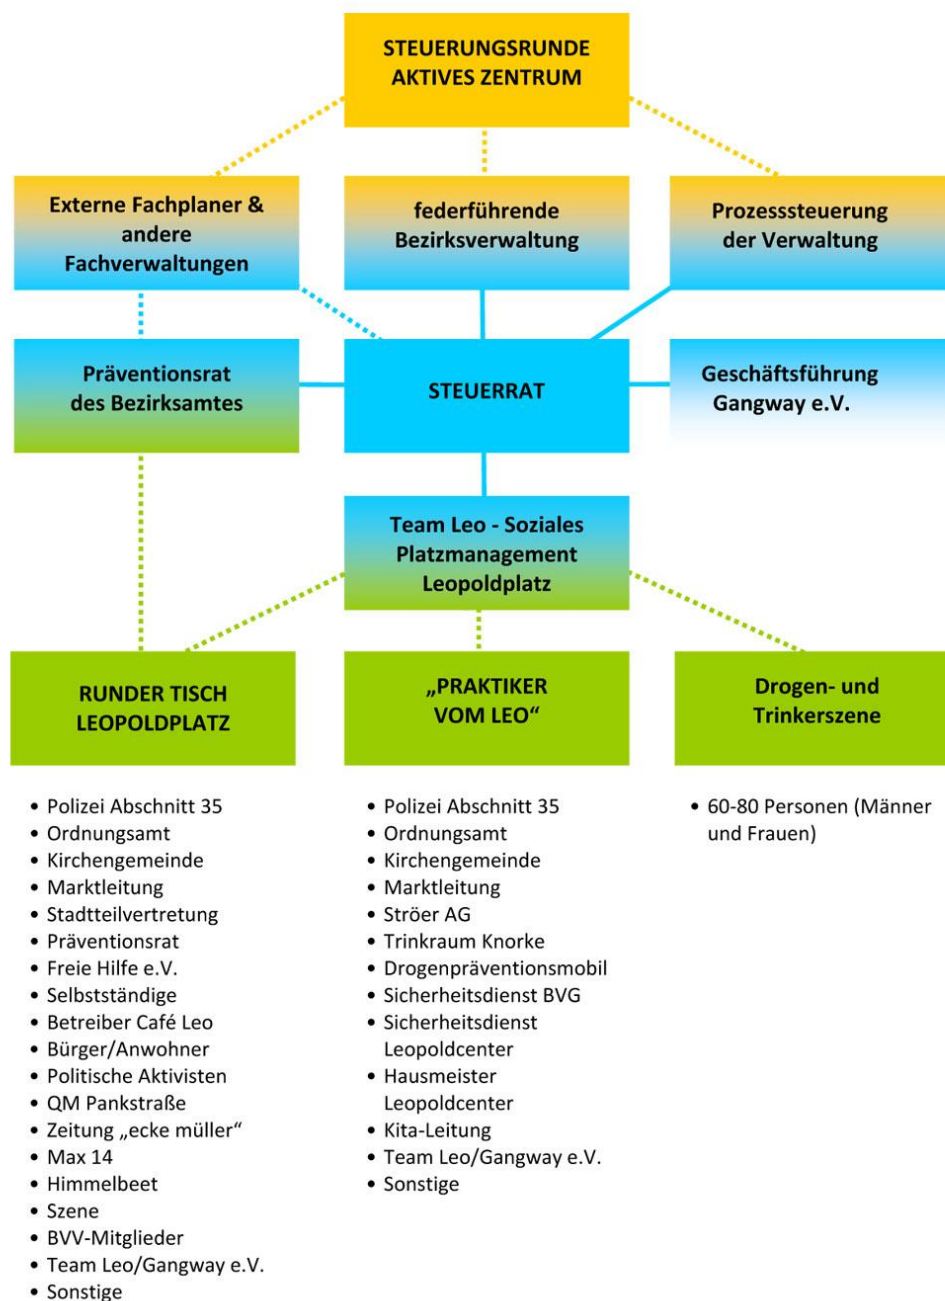 STEUERUNGSRUNDE
AKTIVES ZENTRUM
Externe Fachplaner &
andere
Fachverwaltungen
federführende
Bezirksverwaltung
Prozesssteuerung
der Verwaltung
Präventionsrat
des Bezirksamtes
STEUERRAT
Geschäftsführung
Gangway e.V.
Team Leo - Soziales
Platzmanagement
Leopoldplatz
RUNDER TISCH
LEOPOLDPLATZ
„PRAKTIKER
VOM LEO“
Drogen- und
Trinkerszene
• Polizei Abschnitt 35
• Ordnungsamt
• Kirchengemeinde
• Marktleitung
• Stadtteilvertretung
• Präventionsrat
• Freie Hilfe e.V.
• Selbstständige
• Betreiber Café Leo
• Bürger/Anwohner
• Politische Aktivisten
• QM Pankstraße
• Zeitung „ecke müller“
• Max 14
• Himmelbeet
• Szene
• BVV-Mitglieder
• Team Leo/Gangway e.V.
• Sonstige
• Polizei Abschnitt 35
• Ordnungsamt
• Kirchengemeinde
• Marktleitung
• Ströer AG
• Trinkraum Knorke
• Drogenpräventionsmobil
• Sicherheitsdienst BVG
• Sicherheitsdienst
Leopoldcenter
• Hausmeister
Leopoldcenter
• Kita-Leitung
• Team Leo/Gangway e.V.
• Sonstige
• 60-80 Personen (Männer
und Frauen)